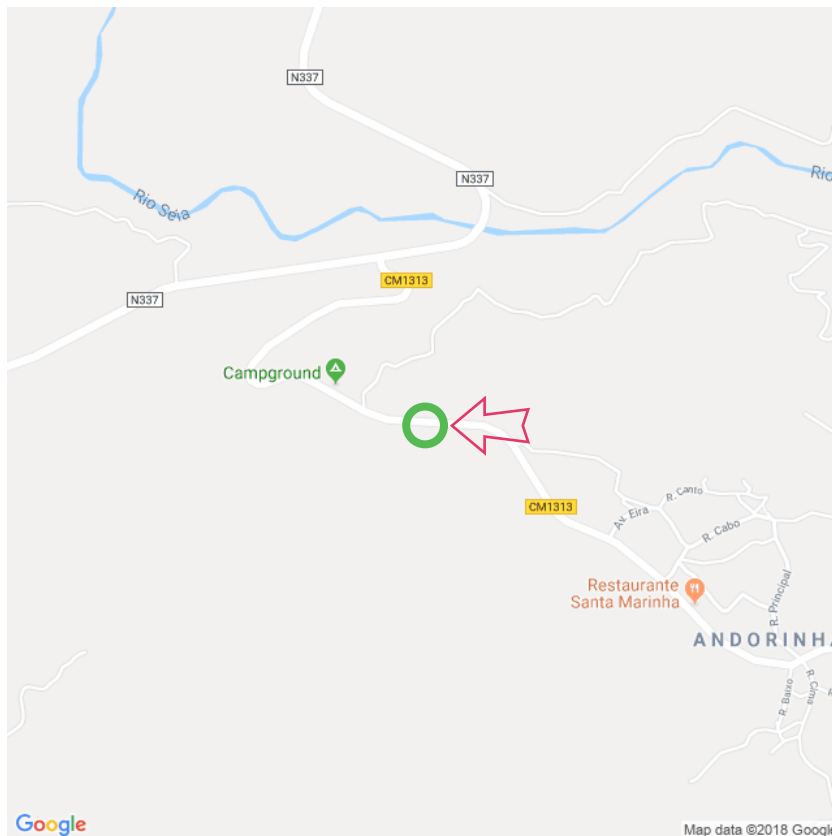 N337
N337
Rio
Rio Séia
CM1313
N337
Campground
R. Canto
CM1313
Av. Eira
R. Cabo
Restaurante
Santa Marinha
R. Principal
ANDORINHA
R. Cima
R. Baixo
Google
Map data ©2018 Google